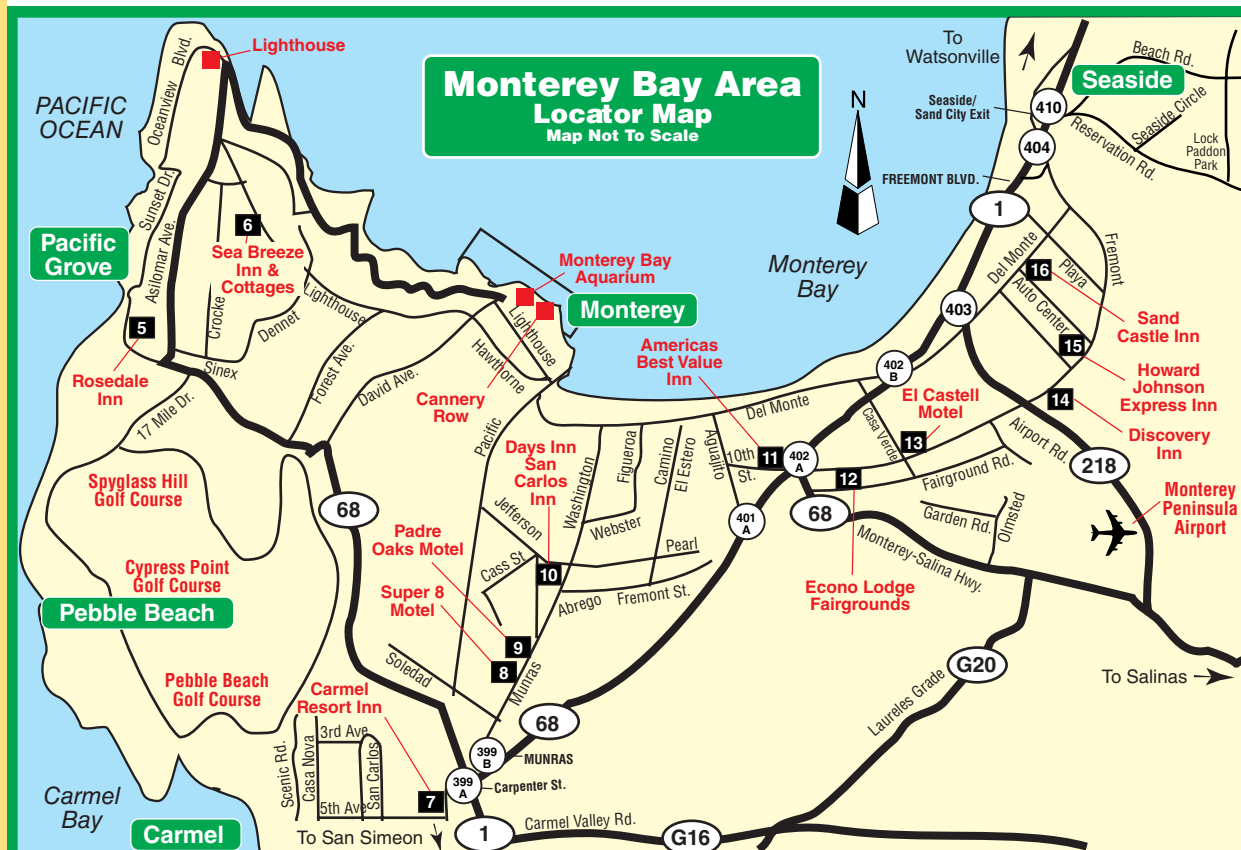 Monterey Bay Area
Locator Map
Map Not To Scale
N
To
Watsonville
PACIFIC
OCEAN
Monterey
Bay
Carmel
Bay
Lighthouse
Oceanview Blvd.
Sunset Dr.
Asilomar Ave.
Pacific
Grove
6
Sea Breeze
Inn &
Cottages
5
Rosedale
Inn
Crocke
Dennet
Lighthouse
Sinex
Forest Ave.
David Ave.
17 Mile Dr.
Monterey Bay
Aquarium
Monterey
Lighthouse
Hawthorne
Cannery
Row
Spyglass Hill
Golf Course
Cypress Point
Golf Course
Pebble Beach
Pebble Beach
Golf Course
68
Pacific
Days Inn
San
Carlos
Inn
Jefferson
Padre
Oaks Motel
Cass St.
10
Super 8
Motel
9
8
Soledad
Munras
Washington
Figueroa
Webster
Camino
El Estero
Pearl
Abrego
Fremont St.
Aguajito
10th
St.
Americas
Best Value
Inn
11
Del Monte
Casa Verde
El Castell
Motel
13
12
Econo Lodge
Fairgrounds
Fairground Rd.
Airport Rd.
Garden Rd.
Olmsted
68
Monterey-Salina Hwy.
401
A
402
A
402
B
403
404
410
1
Seaside/
Sand City Exit
FREEMONT BLVD.
Seaside
Beach Rd.
Seaside Circle
Reservation Rd.
Lock
Paddon
Park
Del Monte
Fremont
Playa
Auto Center
16
Sand
Castle Inn
15
Howard
Johnson
Express Inn
14
Discovery
Inn
218
Monterey
Peninsula
Airport
To Salinas
G20
Laureles Grade
68
399
B
MUNRAS
399
A
Carpenter St.
Carmel
Resort Inn
7
Scenic Rd.
Casa Nova
3rd Ave
San Carlos
5th Ave
Carmel
To San Simeon
1
Carmel Valley Rd.
G16